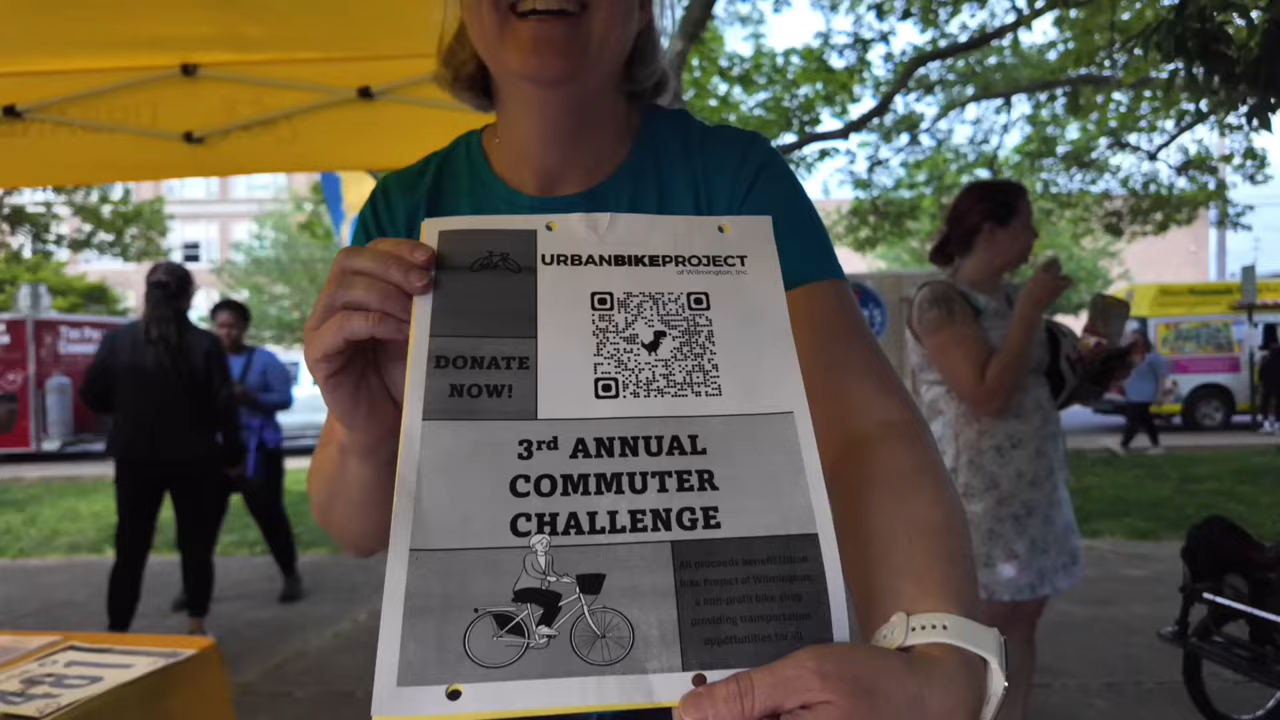 URBANBIKEPROJECT
of Wilmington, Inc.
DONATE
NOW!
3rd ANNUAL
COMMUTER
CHALLENGE
All proceeds benefit Urban
Bike Project of Wilmington,
a non-profit bike shop
providing transportation
opportunities for all